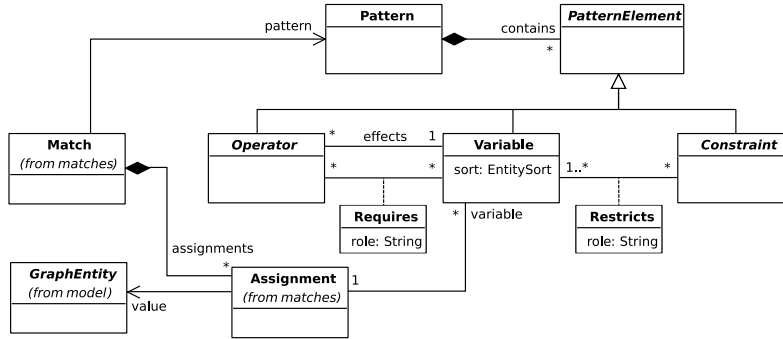 Pattern
PatternElement
pattern
contains
*
Match
(from matches)
Operator
* effects 1
* *
Variable
sort: EntitySort
1..* *
Constraint
Requires
role: String
* variable
Restricts
role: String
assignments
*
GraphEntity
(from model)
value
Assignment
(from matches)
1